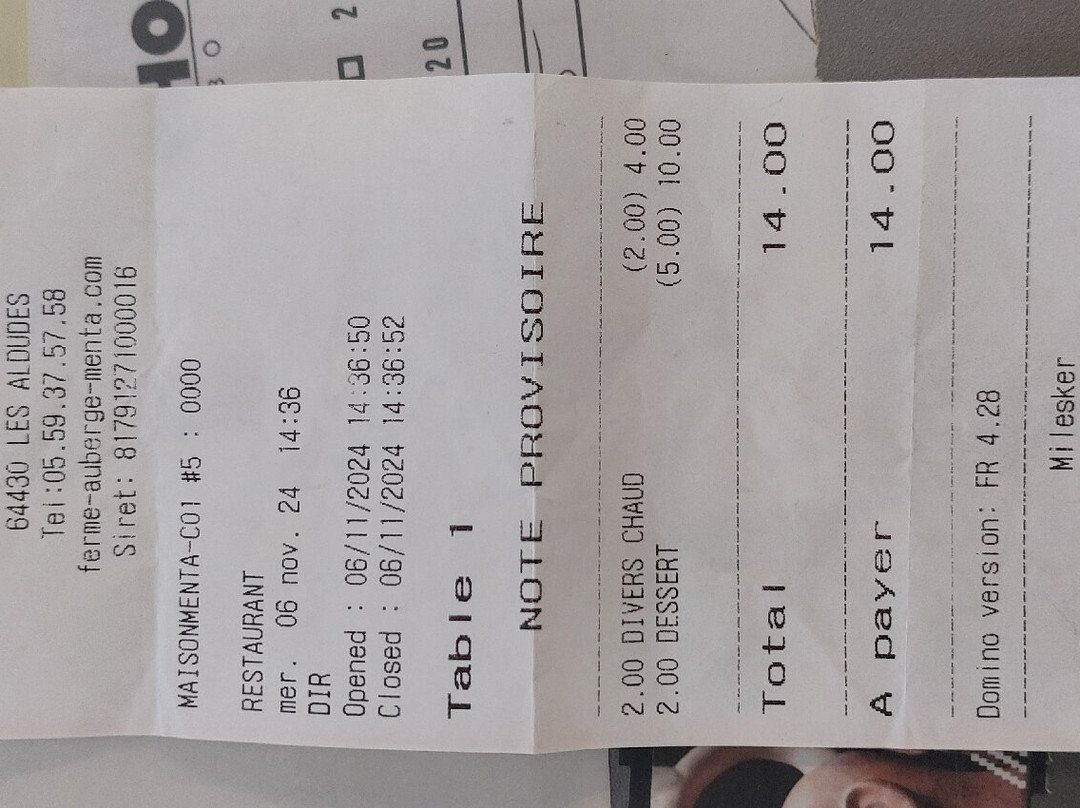 64430 LES ALDUDES
Tel:05.59.37.57.58
ferme-auberge-menta.com
Siret: 81791271000016
MAISONMENTA-C01 #5 : 0000
RESTAURANT
mer. 06 nov. 24 14:36
DIR
Opened : 06/11/2024 14:36:50
Closed : 06/11/2024 14:36:52
Table 1
NOTE PROVISOIRE
2.00 DIVERS CHAUD (2.00) 4.00
2.00 DESSERT (5.00) 10.00
Total 14.00
A payer 14.00
Domino version: FR 4.28
Milesker
20
2